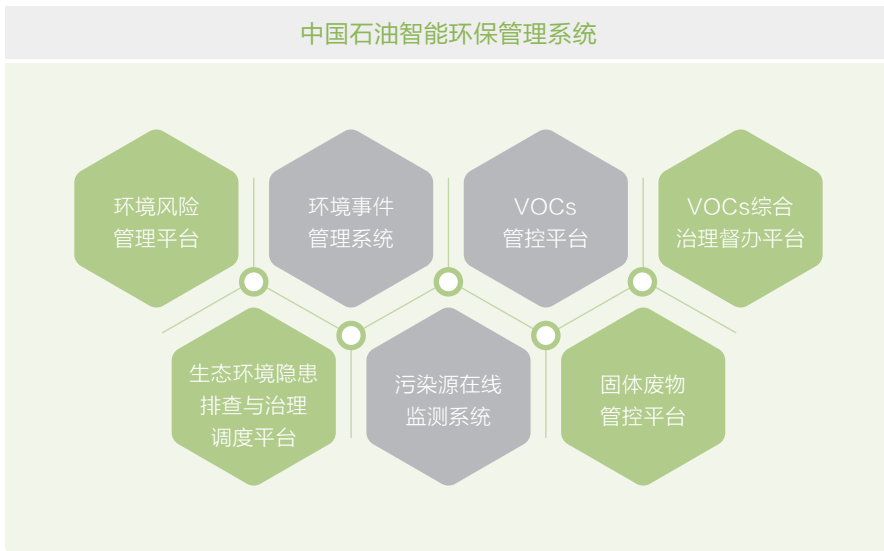 中国石油智能环保管理系统
环境风险
管理平台
环境事件
管理系统
VOCs
管控平台
VOCs综合
治理督办平台
生态环境隐患
排查与治理
调度平台
污染源在线
监测系统
固体废物
管控平台